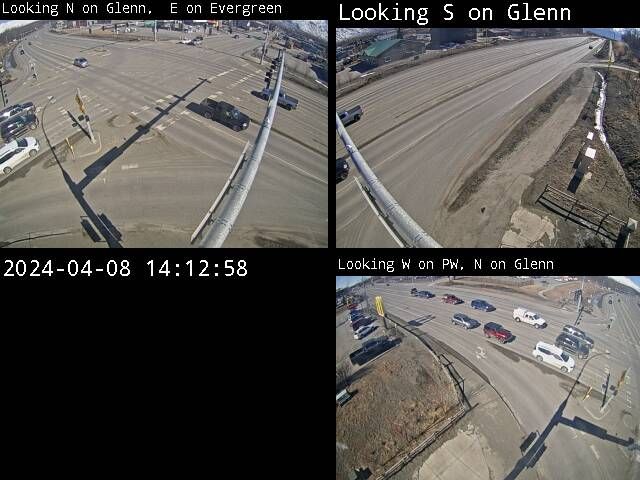 Looking N on Glenn,  E on Evergreen
Looking S on Glenn
2024-04-08 14:12:58
Looking W on PW, N on Glenn